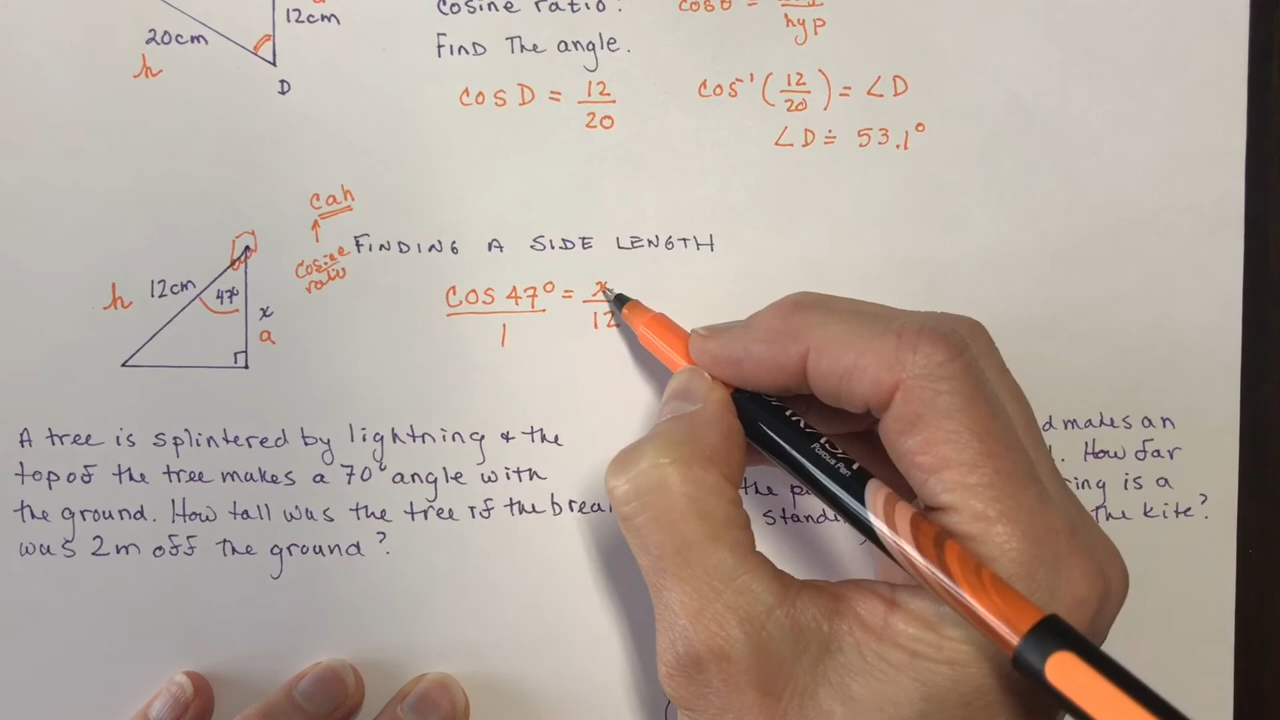 12cm
20cm
h
D
Cosine ratio:
cosθ =
hyp
Find The angle.
cos D = 12/20
Cos⁻¹ (12/20) = ∠D
∠D ≐ 53.1°
cah
cosine
ratio
FINDING A SIDE LENGTH
h
12cm
47°
x
a
cos 47°/1 = x/12
A tree is splintered by lightning & the
top of the tree makes a 70° angle with
the ground. How tall was the tree if the
was 2m off the ground?
makes an
How far
the
is a
the kite?
Porous Pen